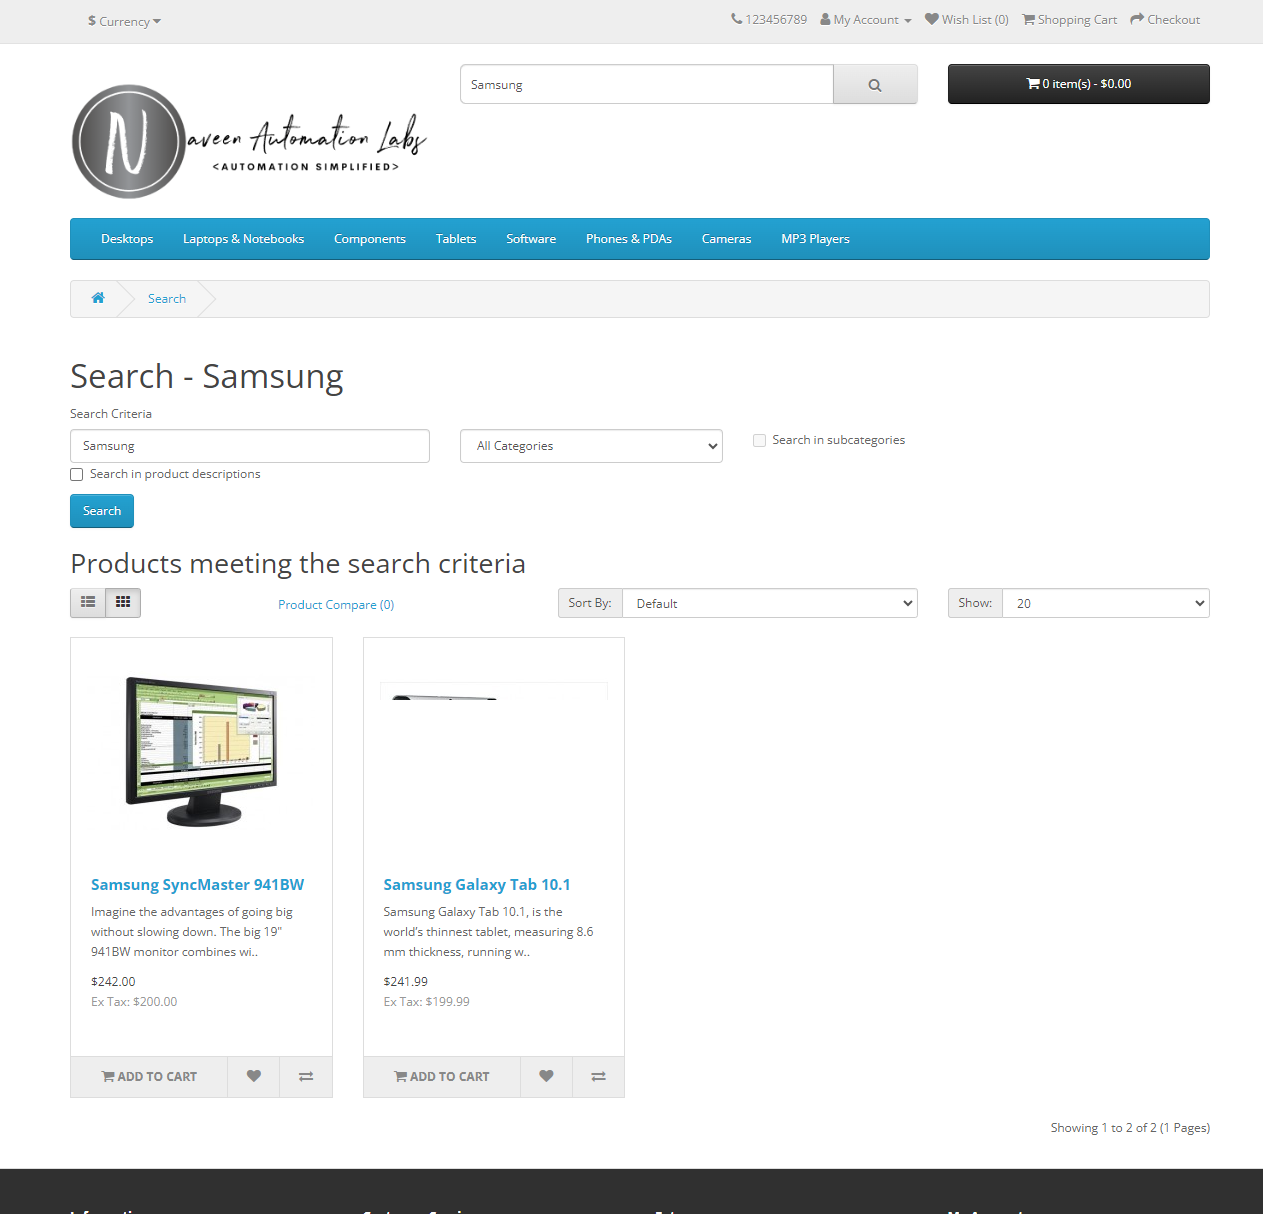 $ Currency
123456789 My Account Wish List (0) Shopping Cart Checkout
Samsung
0 item(s) - $0.00
N aveen Automation Labs
<AUTOMATION SIMPLIFIED>
Desktops Laptops & Notebooks Components Tablets Software Phones & PDAs Cameras MP3 Players
Search
Search - Samsung
Search Criteria
Samsung All Categories Search in subcategories
Search in product descriptions
Search
Products meeting the search criteria
Product Compare (0) Sort By: Default Show: 20
Samsung SyncMaster 941BW
Imagine the advantages of going big
without slowing down. The big 19"
941BW monitor combines wi..
$242.00
Ex Tax: $200.00
ADD TO CART
Samsung Galaxy Tab 10.1
Samsung Galaxy Tab 10.1, is the
world’s thinnest tablet, measuring 8.6
mm thickness, running w..
$241.99
Ex Tax: $199.99
ADD TO CART
Showing 1 to 2 of 2 (1 Pages)